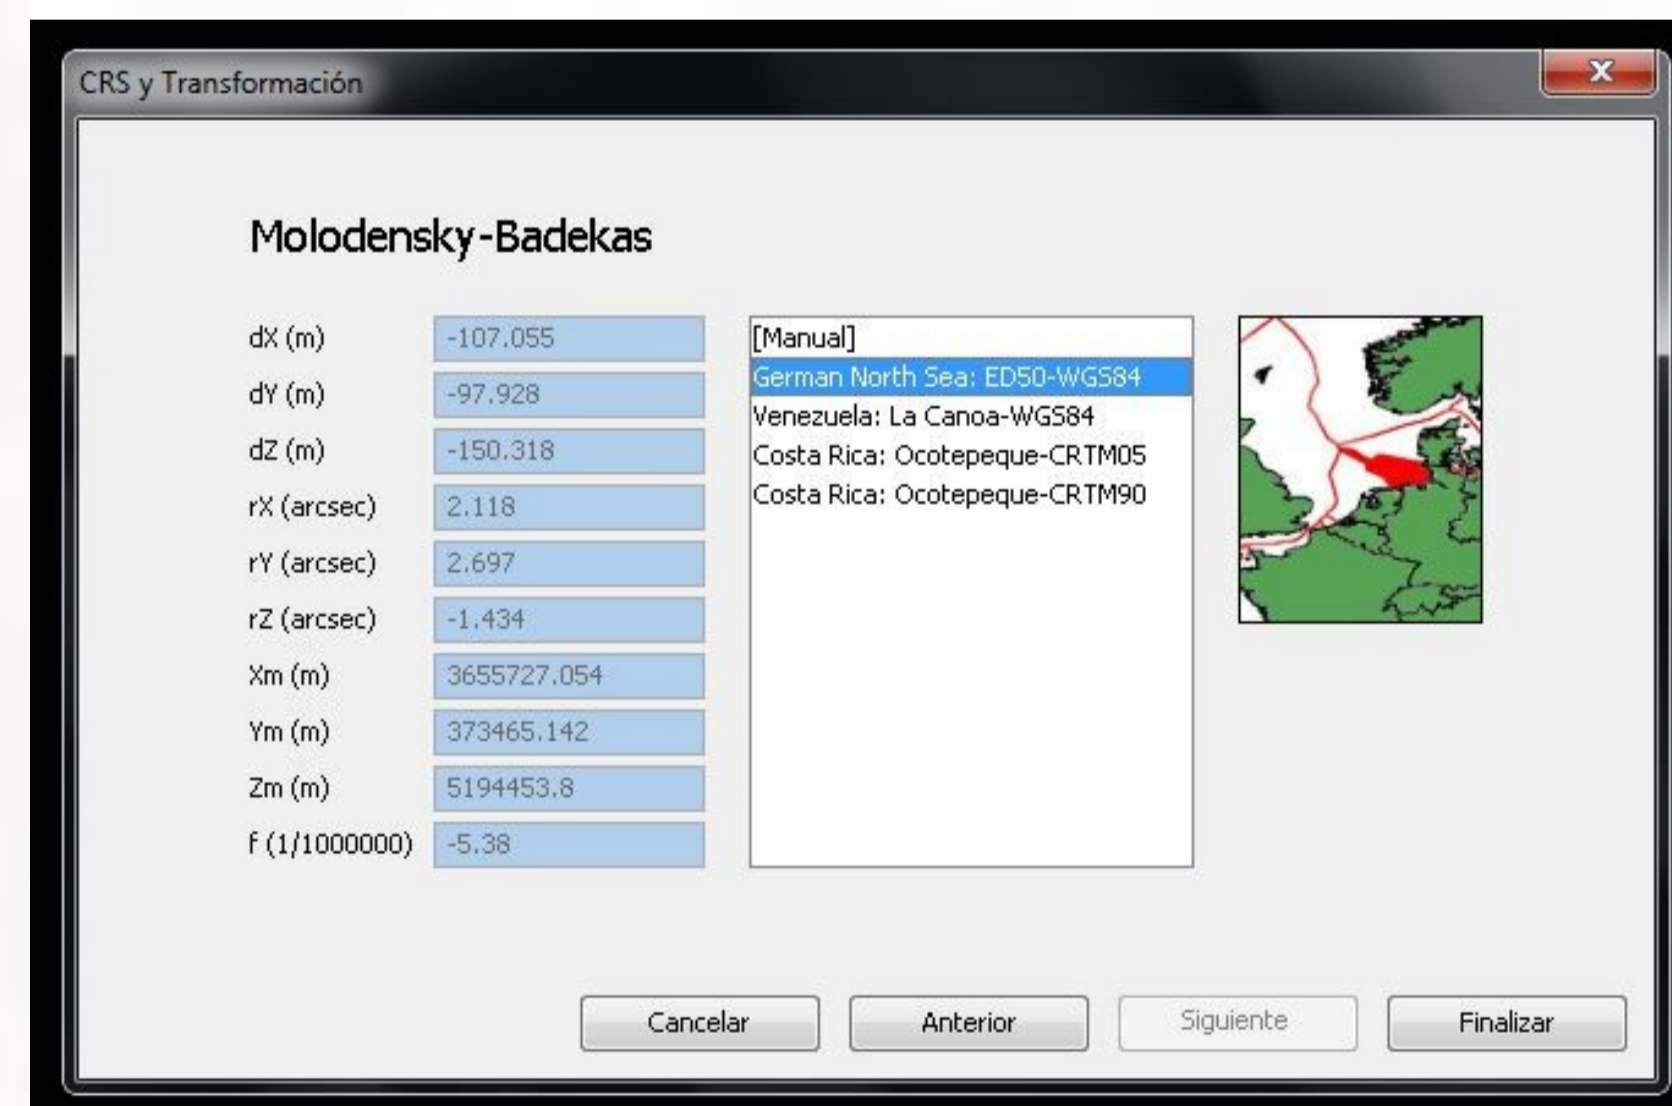 CRS y Transformación
Molodensky-Badekas
dX (m) -107.055
dY (m) -97.928
dZ (m) -150.318
rX (arcsec) 2.118
rY (arcsec) 2.697
rZ (arcsec) -1.434
Xm (m) 3655727.054
Ym (m) 373465.142
Zm (m) 5194453.8
f (1/1000000) -5.38
[Manual]
German North Sea: ED50-WGS84
Venezuela: La Canoa-WGS84
Costa Rica: Ocotepeque-CRTM05
Costa Rica: Ocotepeque-CRTM90
Cancelar Anterior Siguiente Finalizar